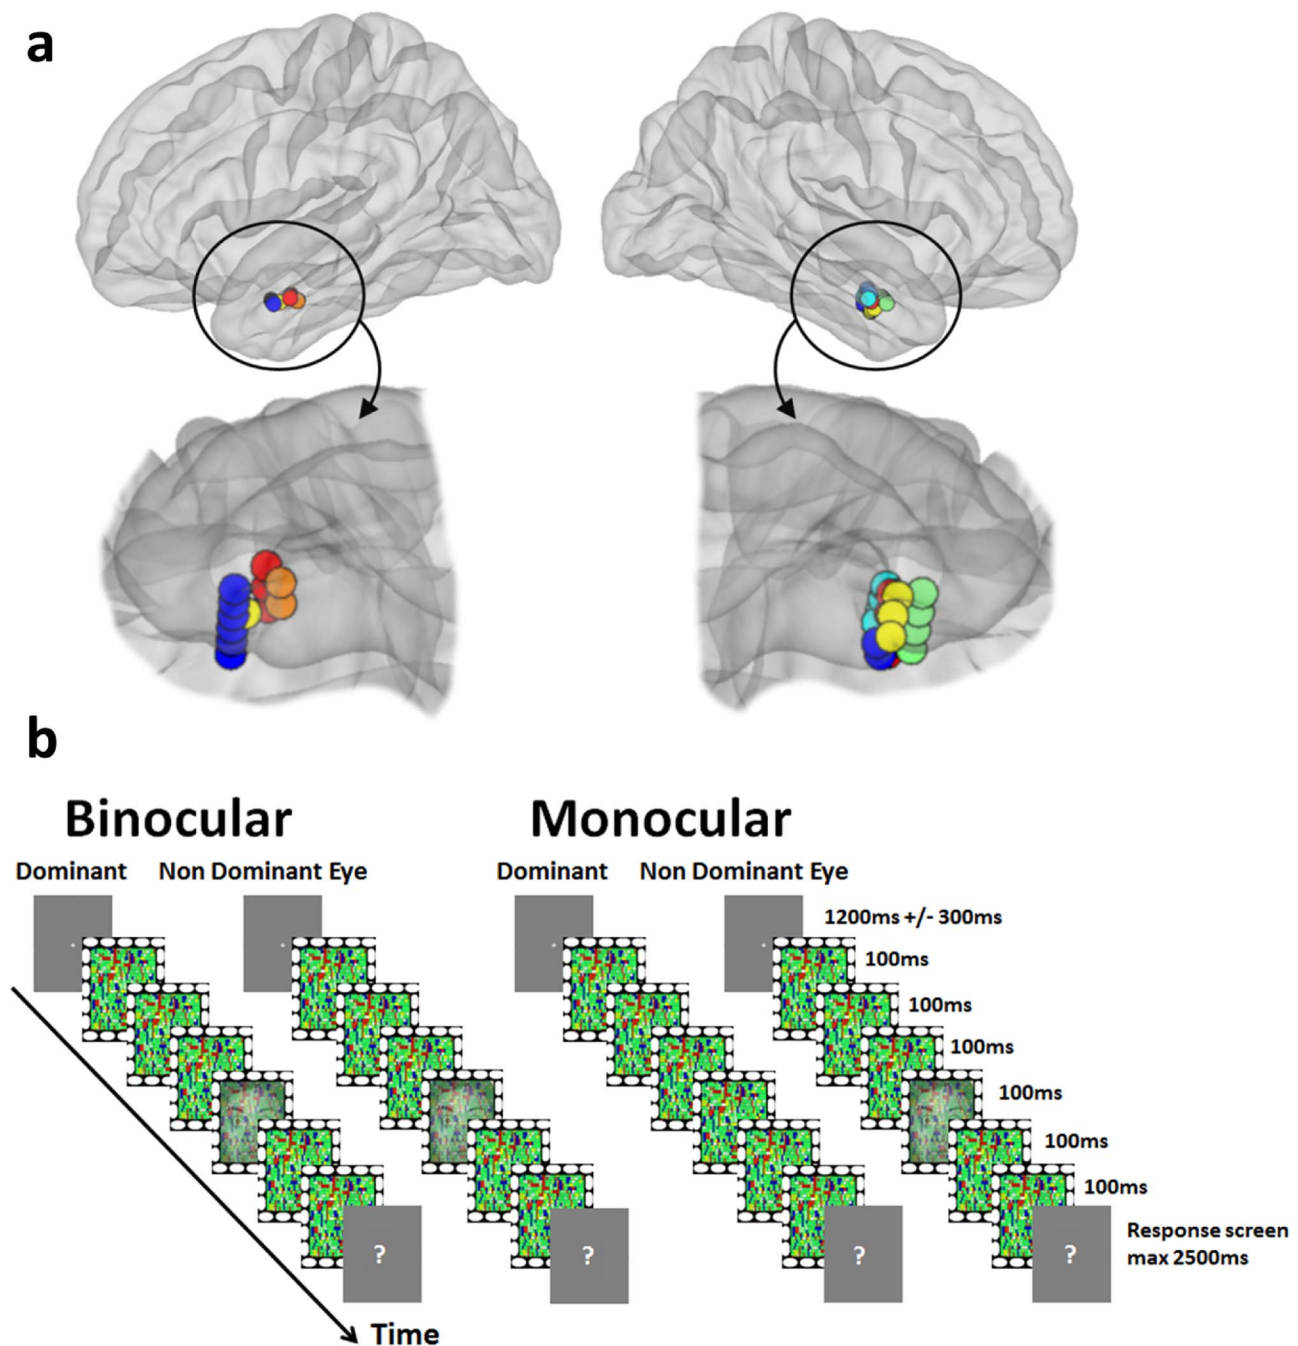 a
b
Binocular
Monocular
Dominant
Non Dominant Eye
Dominant
Non Dominant Eye
1200ms +/- 300ms
100ms
100ms
100ms
100ms
100ms
100ms
?
?
?
?
Response screen
max 2500ms
Time